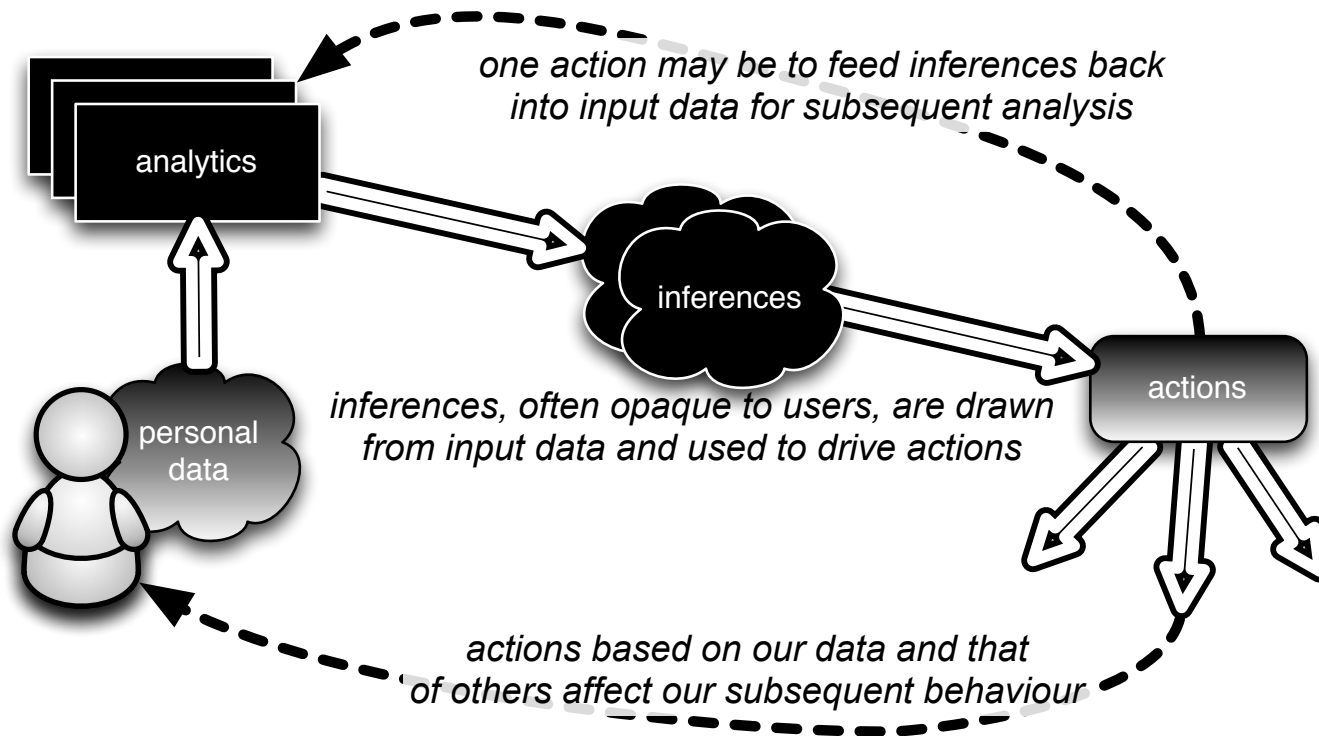 one action may be to feed inferences back
into input data for subsequent analysis
analytics
inferences
actions
inferences, often opaque to users, are drawn
from input data and used to drive actions
personal
data
actions based on our data and that
of others affect our subsequent behaviour